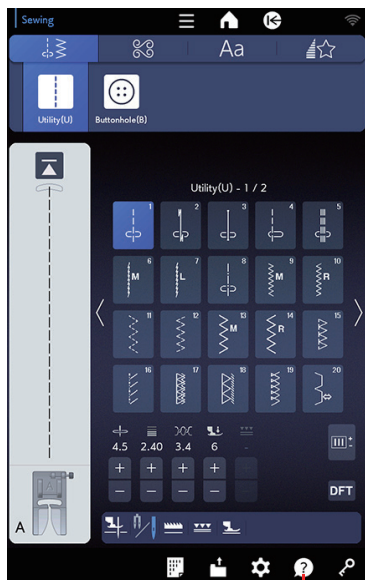 Sewing
Aa
Utility(U)
Buttonhole(B)
Utility(U) - 1 / 2
1
2
3
4
5
M 6
L 7
8
M 9
R 10
11
12
M 13
R 14
15
16
17
18
19
20
4.5 2.40 3.4 6 -
+ + + +
- - - -
DFT
A
?